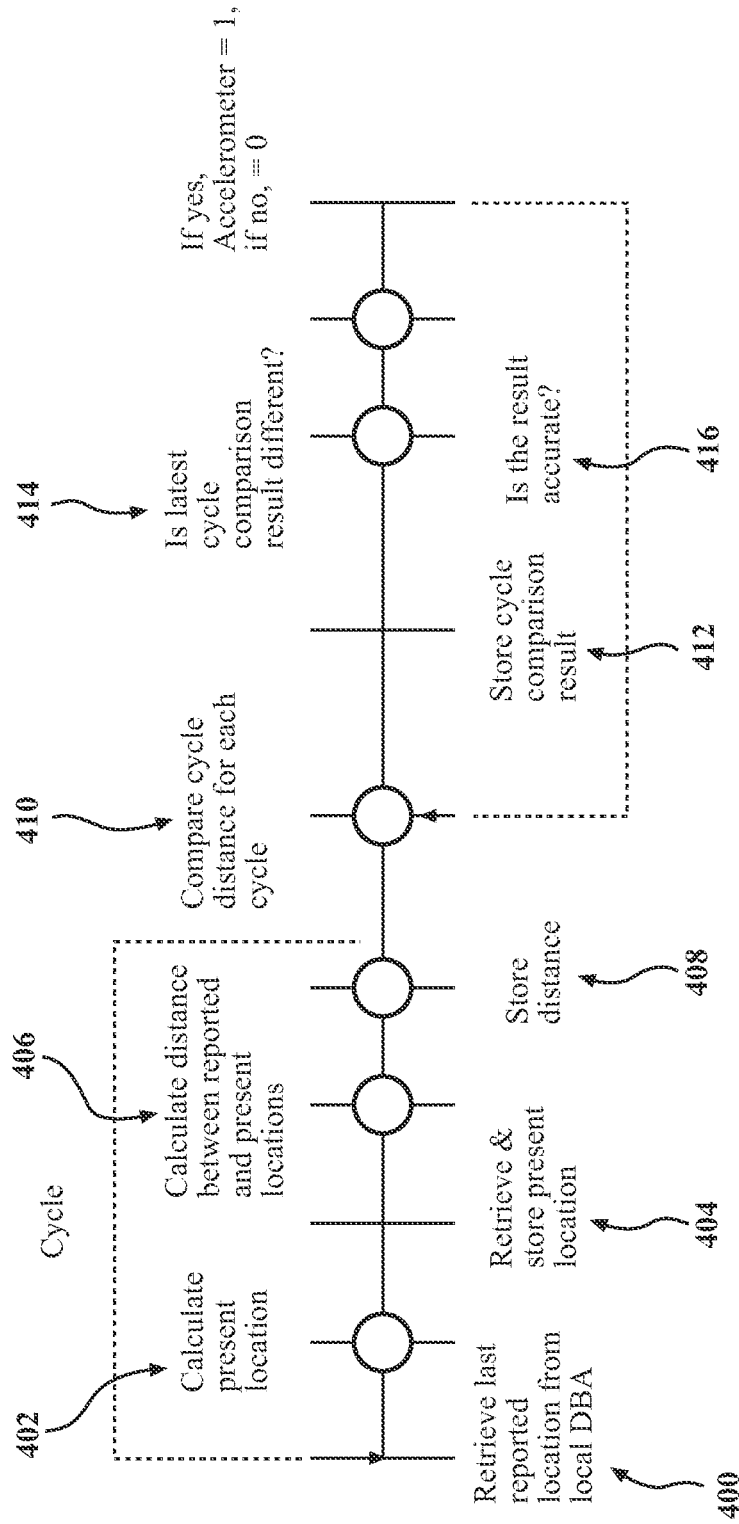 Cycle
402
Calculate
present
location
406
Calculate distance
between reported
and present
locations
410
Compare cycle
distance for each
cycle
414
Is latest
cycle
comparison
result different?
If yes,
Accelerometer = 1,
if no, = 0
Retrieve last
reported
location from
local DBA
400
Retrieve &
store present
location
404
Store
distance
408
Store cycle
comparison
result
412
Is the result
accurate?
416